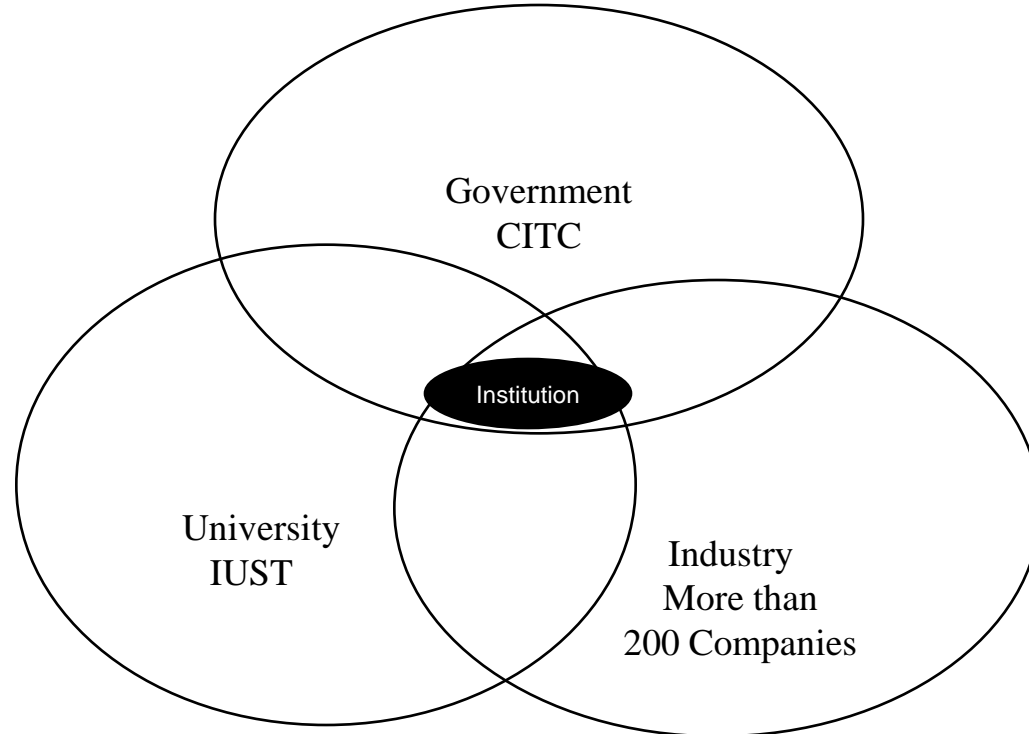 Government
CITC
Institution
University
IUST
Industry
More than
200 Companies